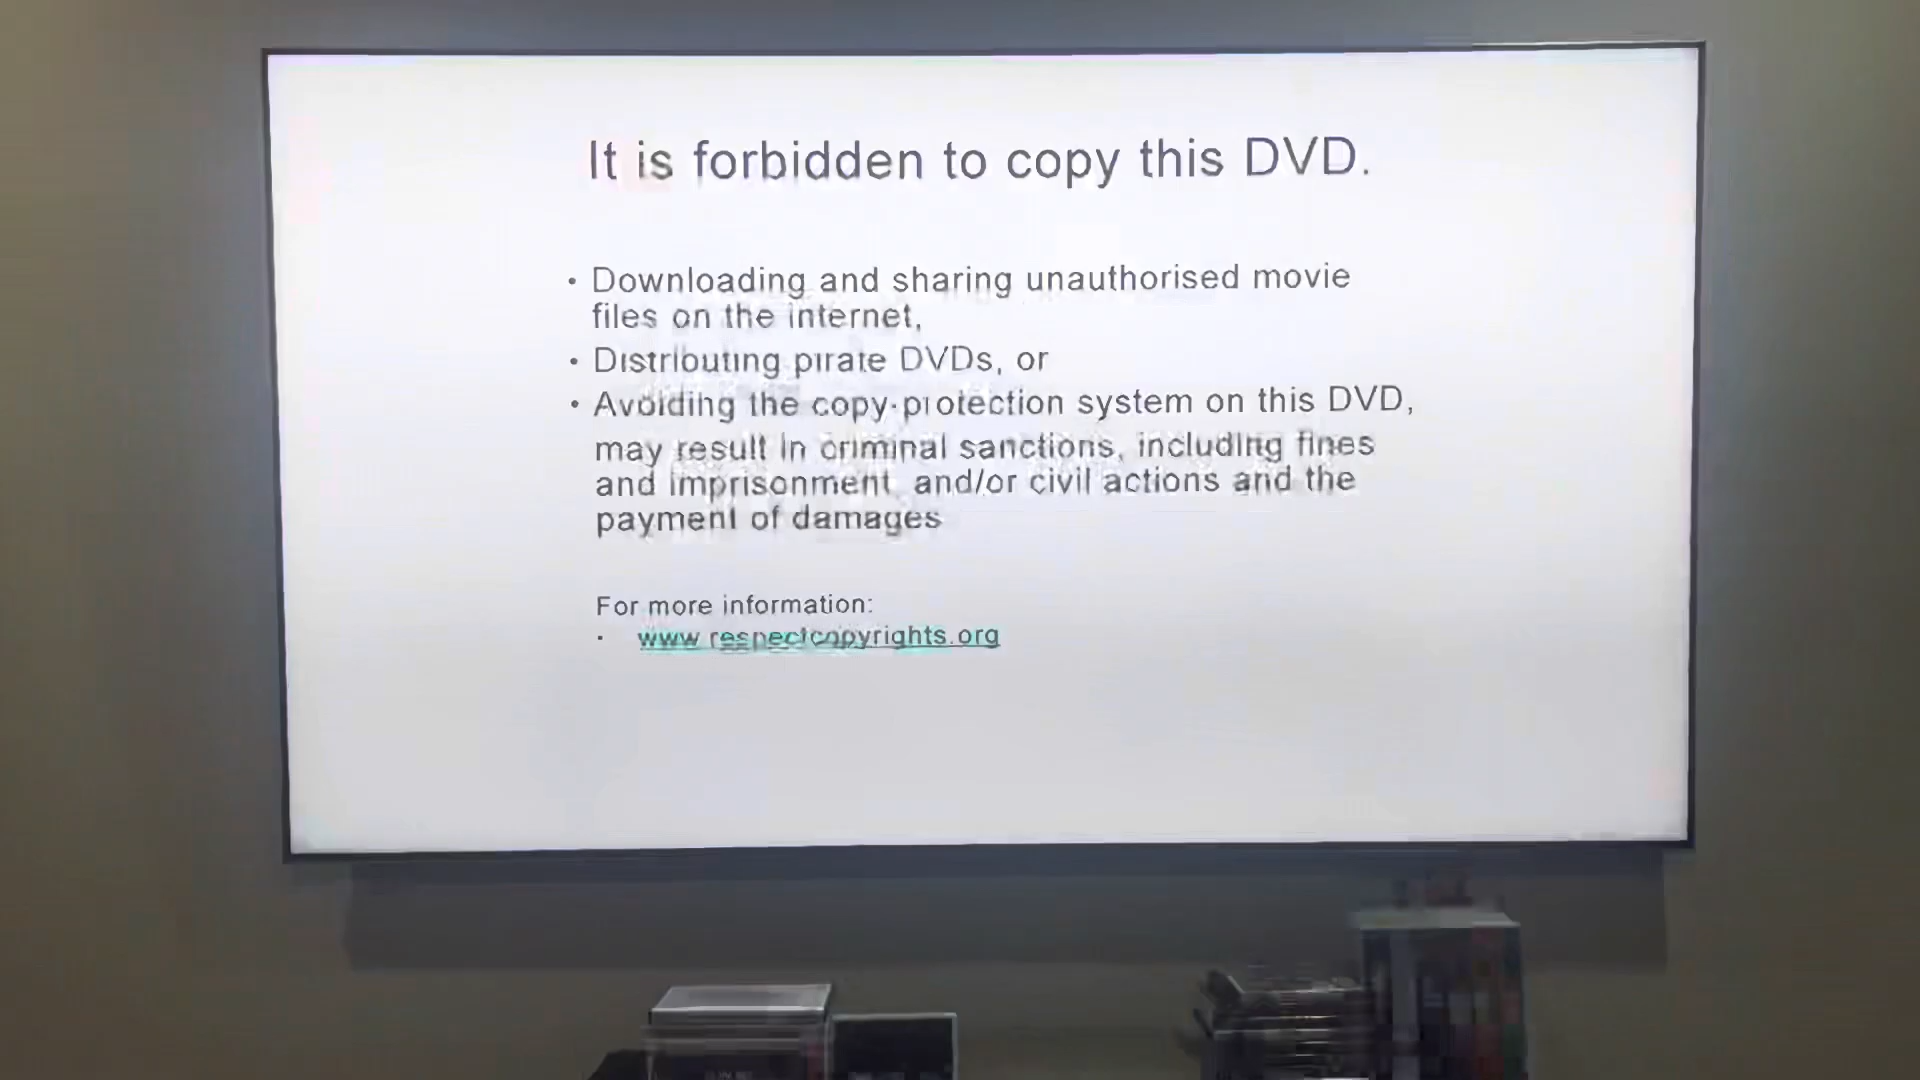 It is forbidden to copy this DVD.
• Downloading and sharing unauthorised movie
files on the internet,
• Distributing pirate DVDs, or
• Avoiding the copy-protection system on this DVD,
may result in criminal sanctions, including fines
and imprisonment and/or civil actions and the
payment of damages
For more information:
• www.respectcopyrights.org